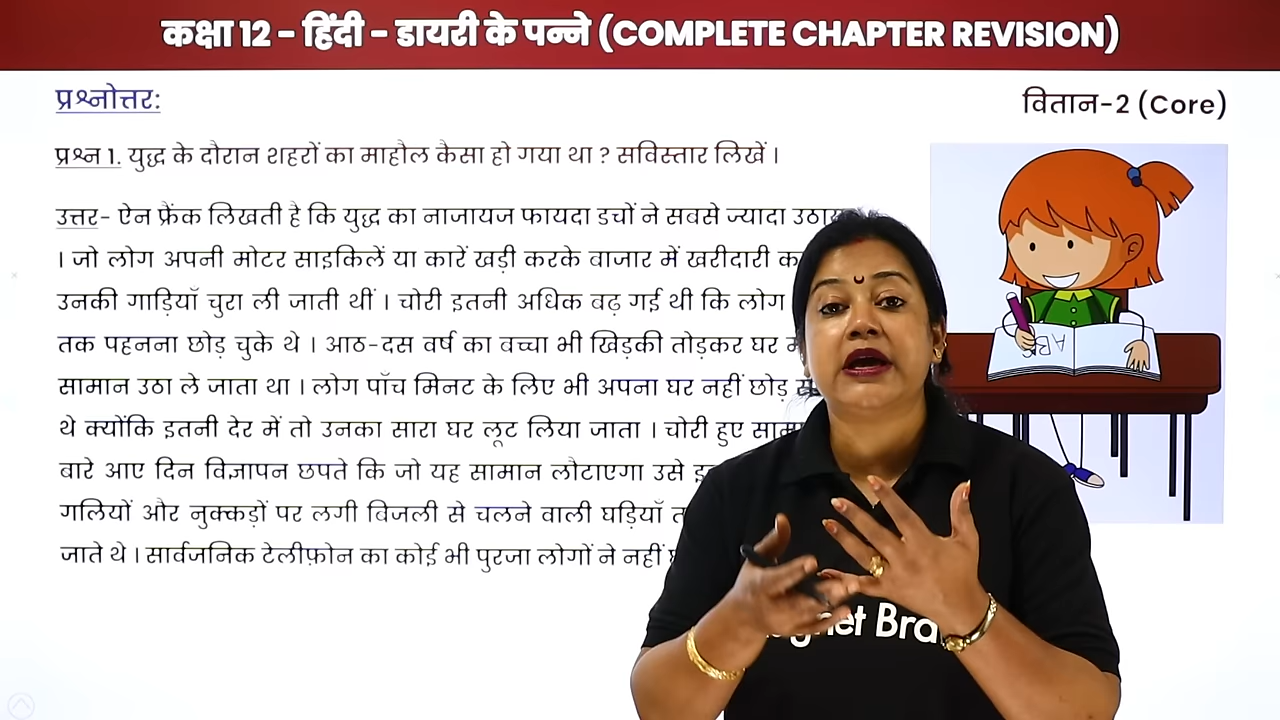 कक्षा 12 - हिंदी - डायरी के पन्ने (COMPLETE CHAPTER REVISION)
प्रश्नोत्तर:
वितान-2 (Core)
प्रश्न 1. युद्ध के दौरान शहरों का माहौल कैसा हो गया था ? सविस्तार लिखें ।
उत्तर- ऐन फ्रैंक लिखती है कि युद्ध का नाजायज फायदा डचों ने सबसे ज्यादा
। जो लोग अपनी मोटर साइकिलें या कारें खड़ी करके बाजार में खरीदारी
उनकी गाड़ियाँ चुरा ली जाती थीं । चोरी इतनी अधिक बढ़ गई थी कि लोग
तक पहनना छोड़ चुके थे । आठ-दस वर्ष का बच्चा भी खिड़की तोड़कर घर
सामान उठा ले जाता था । लोग पाँच मिनट के लिए भी अपना घर नहीं छोड़
थे क्योंकि इतनी देर में तो उनका सारा घर लूट लिया जाता । चोरी हुए
बारे आए दिन विज्ञापन छपते कि जो यह सामान लौटाएगा उसे
गलियों और नुक्कड़ों पर लगी बिजली से चलने वाली घड़ियाँ
जाते थे । सार्वजनिक टेलीफ़ोन का कोई भी पुरजा लोगों ने नहीं
ABC